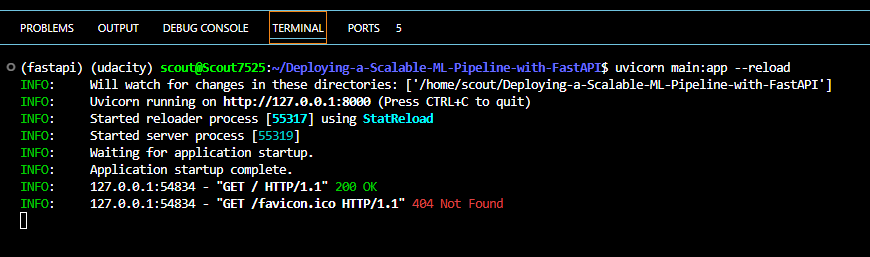 PROBLEMS OUTPUT DEBUG CONSOLE TERMINAL PORTS 5
(fastapi) (udacity) scout@Scout7525:~/Deploying-a-Scalable-ML-Pipeline-with-FastAPI$ uvicorn main:app --reload
INFO: Will watch for changes in these directories: ['/home/scout/Deploying-a-Scalable-ML-Pipeline-with-FastAPI']
INFO: Uvicorn running on http://127.0.0.1:8000 (Press CTRL+C to quit)
INFO: Started reloader process [55317] using StatReload
INFO: Started server process [55319]
INFO: Waiting for application startup.
INFO: Application startup complete.
INFO: 127.0.0.1:54834 - "GET / HTTP/1.1" 200 OK
INFO: 127.0.0.1:54834 - "GET /favicon.ico HTTP/1.1" 404 Not Found